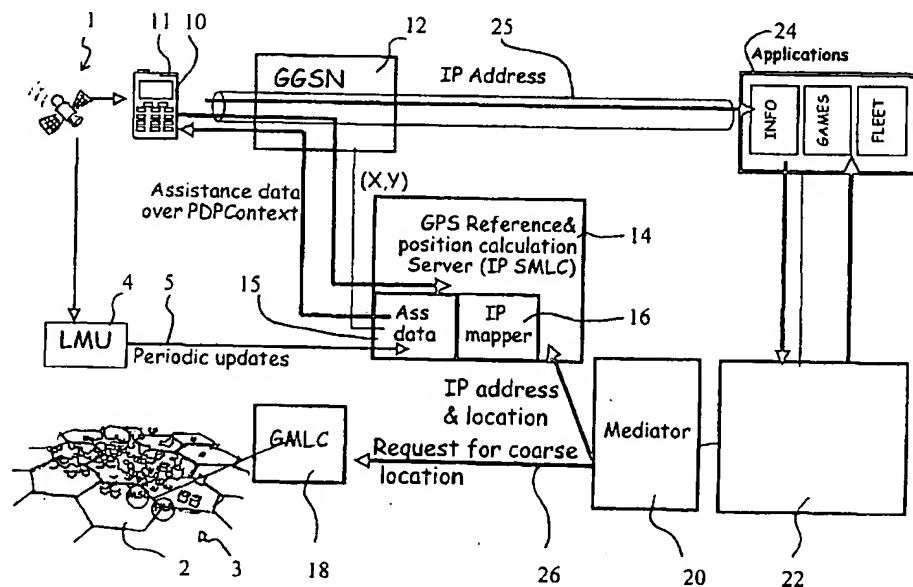 1
11
10
12
25
24
Applications
GGSN
IP Address
INFO
GAMES
FLEET
Assistance data
over PDPContext
(X,Y)
GPS Reference&
position calculation
Server (IP SMLC)
14
15
Ass
data
IP
mapper
16
4
5
LMU
Periodic updates
IP address
& location
Mediator
GMLC
Request for coarse
location
2
3
18
26
20
22